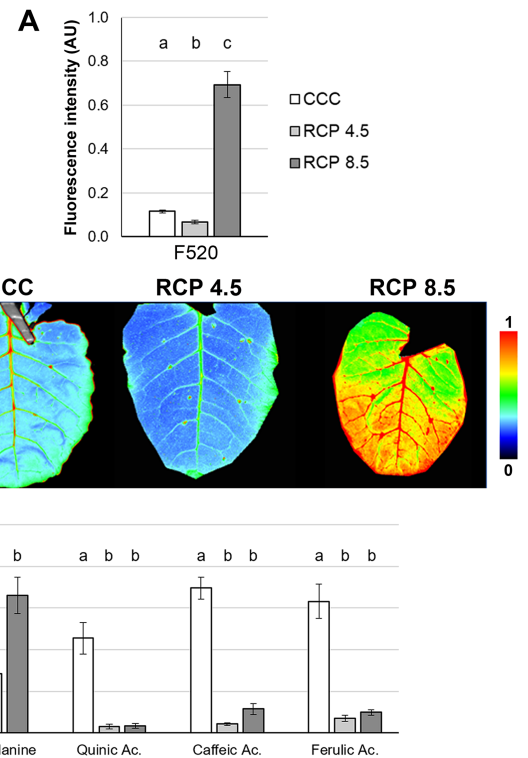 A
Fluorescence intensity (AU)
1.0
0.8
0.6
0.4
0.2
0.0
a b c
F520
CCC
RCP 4.5
RCP 8.5
CC RCP 4.5 RCP 8.5
1
0
b a b b a b b a b b
lanine Quinic Ac. Caffeic Ac. Ferulic Ac.